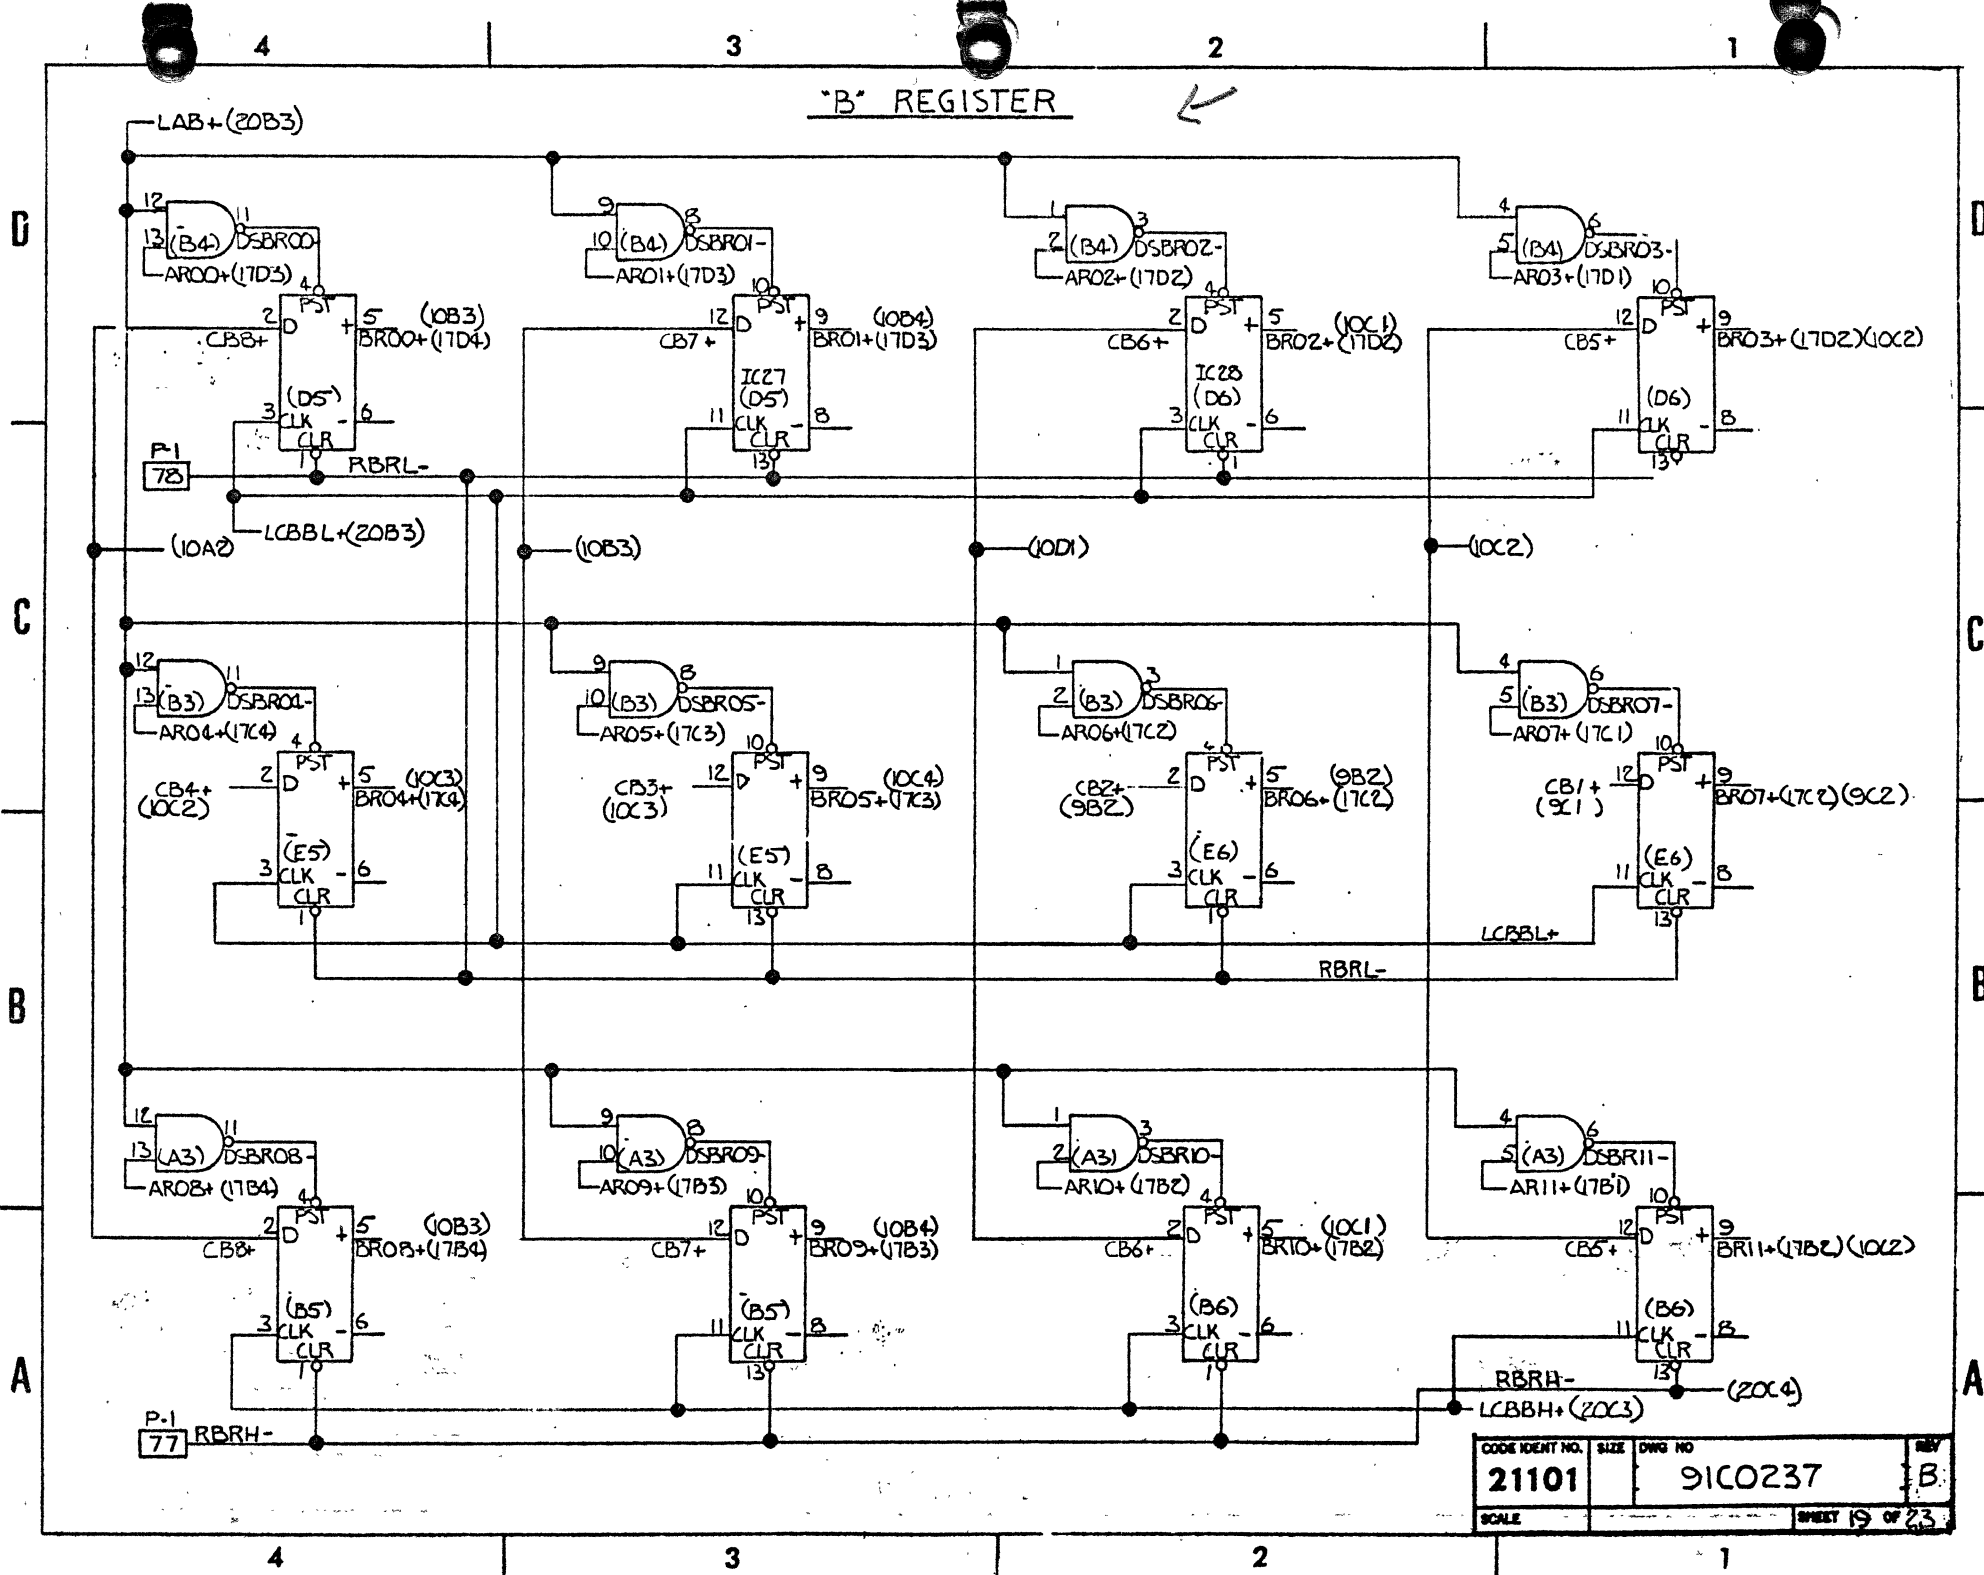 4 3 2 1
"B" REGISTER
LAB+(20B3)
D D
12 11 9 8 1 3 4 6
13 (B4) DSBR00- 10 (B4) DSBR01- 2 (B4) DSBR02- 5 (B4) DSBR03-
AR00+(17D3) AR01+(17D3) AR02+(17D2) AR03+(17D1)
4 10 4 10
PST PST PST PST
2 D + 5 (10B3) 12 D + 9 (10B4) 2 D + 5 (10C1) 12 D + 9
CB8+ BR00+(17D4) CB7+ BR01+(17D3) CB6+ BR02+(17D2) CB5+ BR03+(17D2)(10C2)
IC27 IC28
(D5) (D5) (D6) (D6)
3 CLK - 6 11 CLK - 8 3 CLK - 6 11 CLK - 8
CLR CLR CLR CLR
1 13 1 13
P-1
78 RBRL-
LCBBL+(20B3)
(10A2) (10B3) (10D1) (10C2)
C C
12 11 9 8 1 3 4 6
13 (B3) DSBR04- 10 (B3) DSBR05- 2 (B3) DSBR06- 5 (B3) DSBR07-
AR04+(17C4) AR05+(17C3) AR06+(17C2) AR07+(17C1)
4 10 4 10
PST PST PST PST
2 D + 5 (10C3) 12 D + 9 (10C4) 2 D + 5 (9B2) 12 D + 9
CB4+ BR04+(17C4) CB3+ BR05+(17C3) CB2+ BR06+(17C2) CB1+ BR07+(17C2)(9C2)
(10C2) (10C3) (9B2) (9C1)
(E5) (E5) (E6) (E6)
3 CLK - 6 11 CLK - 8 3 CLK - 6 11 CLK - 8
CLR CLR CLR CLR
1 13 1 13
LCBBL+
RBRL-
B B
12 11 9 8 1 3 4 6
13 (A3) DSBR08- 10 (A3) DSBR09- 2 (A3) DSBR10- 5 (A3) DSBR11-
AR08+(17B4) AR09+(17B3) AR10+(17B2) AR11+(17B1)
4 10 4 10
PST PST PST PST
2 D + 5 (10B3) 12 D + 9 (10B4) 2 D + 5 (10C1) 12 D + 9
CB8+ BR08+(17B4) CB7+ BR09+(17B3) CB6+ BR10+(17B2) CB5+ BR11+(17B2)(10C2)
(B5) (B5) (B6) (B6)
3 CLK - 6 11 CLK - 8 3 CLK - 6 11 CLK - 8
CLR CLR CLR CLR
1 13 1 13
A A
RBRH- (20C4)
LCBBH+(20C3)
P-1
77 RBRH-
CODE IDENT NO. SIZE DWG NO REV
21101 91C0237 B
SCALE SHEET 19 OF 23
4 3 2 1